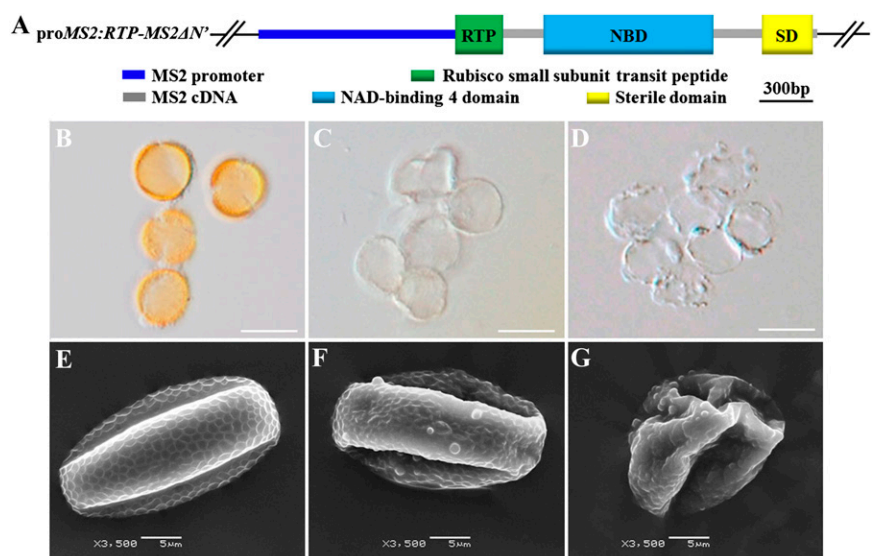 A
proMS2:RTP-MS2ΔN'
RTP
NBD
SD
MS2 promoter
Rubisco small subunit transit peptide
MS2 cDNA
NAD-binding 4 domain
Sterile domain
300bp
B
C
D
E
F
G
X3,500 5μm
X3,500 5μm
X3,500 5μm